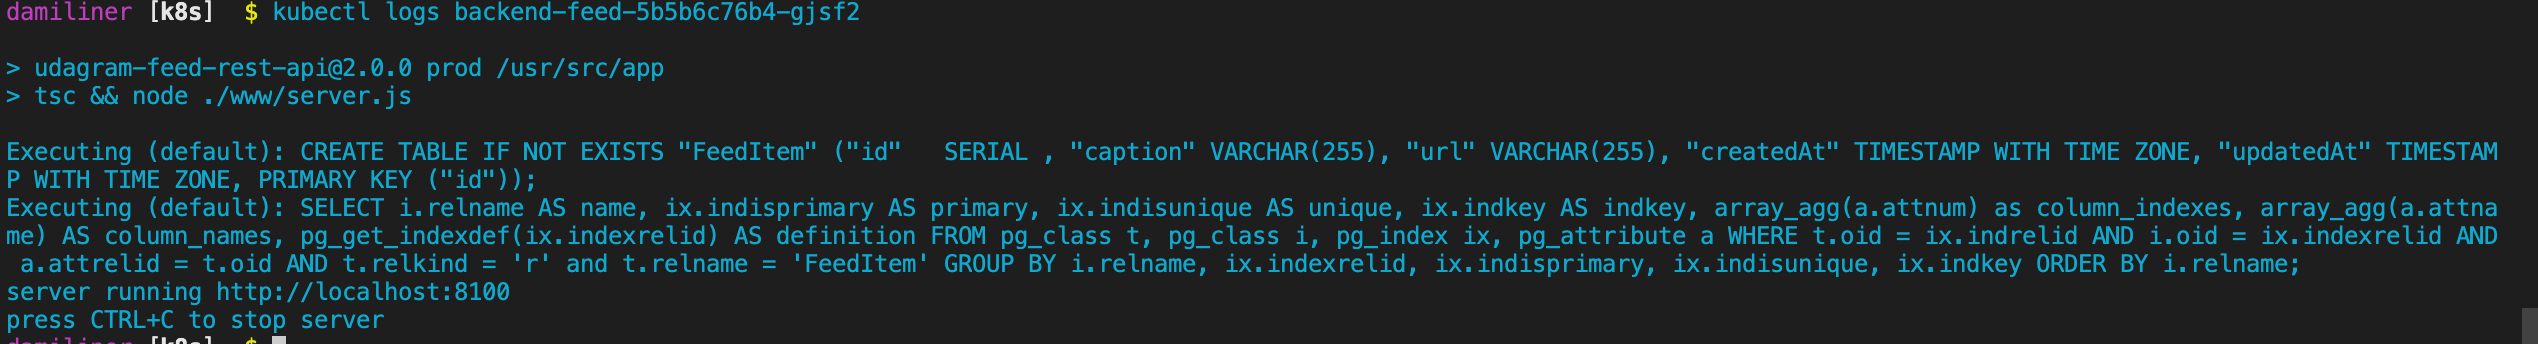 damiliner [k8s]  $ kubectl logs backend-feed-5b5b6c76b4-gjsf2
> udagram-feed-rest-api@2.0.0 prod /usr/src/app
> tsc && node ./www/server.js
Executing (default): CREATE TABLE IF NOT EXISTS "FeedItem" ("id"   SERIAL , "caption" VARCHAR(255), "url" VARCHAR(255), "createdAt" TIMESTAMP WITH TIME ZONE, "updatedAt" TIMESTAM
P WITH TIME ZONE, PRIMARY KEY ("id"));
Executing (default): SELECT i.relname AS name, ix.indisprimary AS primary, ix.indisunique AS unique, ix.indkey AS indkey, array_agg(a.attnum) as column_indexes, array_agg(a.attna
me) AS column_names, pg_get_indexdef(ix.indexrelid) AS definition FROM pg_class t, pg_class i, pg_index ix, pg_attribute a WHERE t.oid = ix.indrelid AND i.oid = ix.indexrelid AND
 a.attrelid = t.oid AND t.relkind = 'r' and t.relname = 'FeedItem' GROUP BY i.relname, ix.indexrelid, ix.indisprimary, ix.indisunique, ix.indkey ORDER BY i.relname;
server running http://localhost:8100
press CTRL+C to stop server
damiliner [k8s]  $